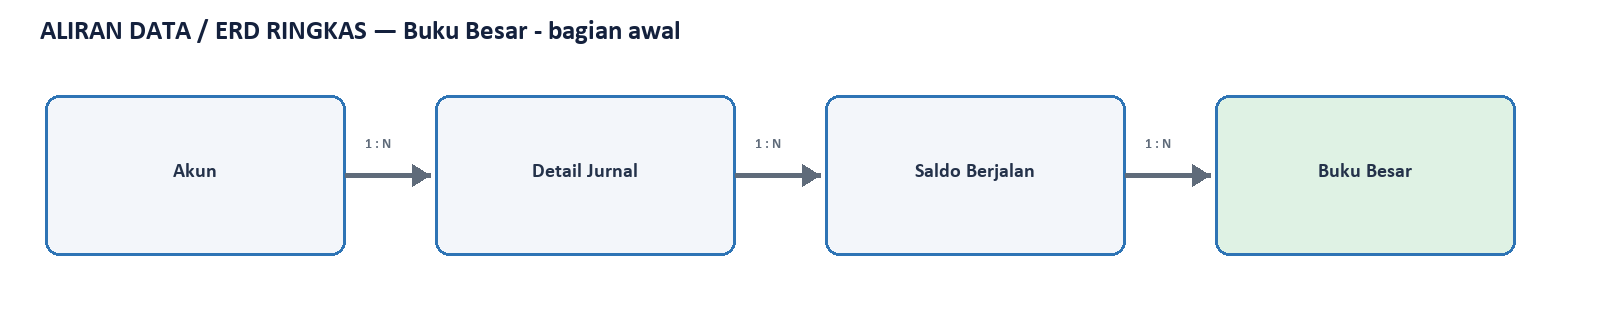 ALIRAN DATA / ERD RINGKAS — Buku Besar - bagian awal
Akun
1 : N
Detail Jurnal
1 : N
Saldo Berjalan
1 : N
Buku Besar